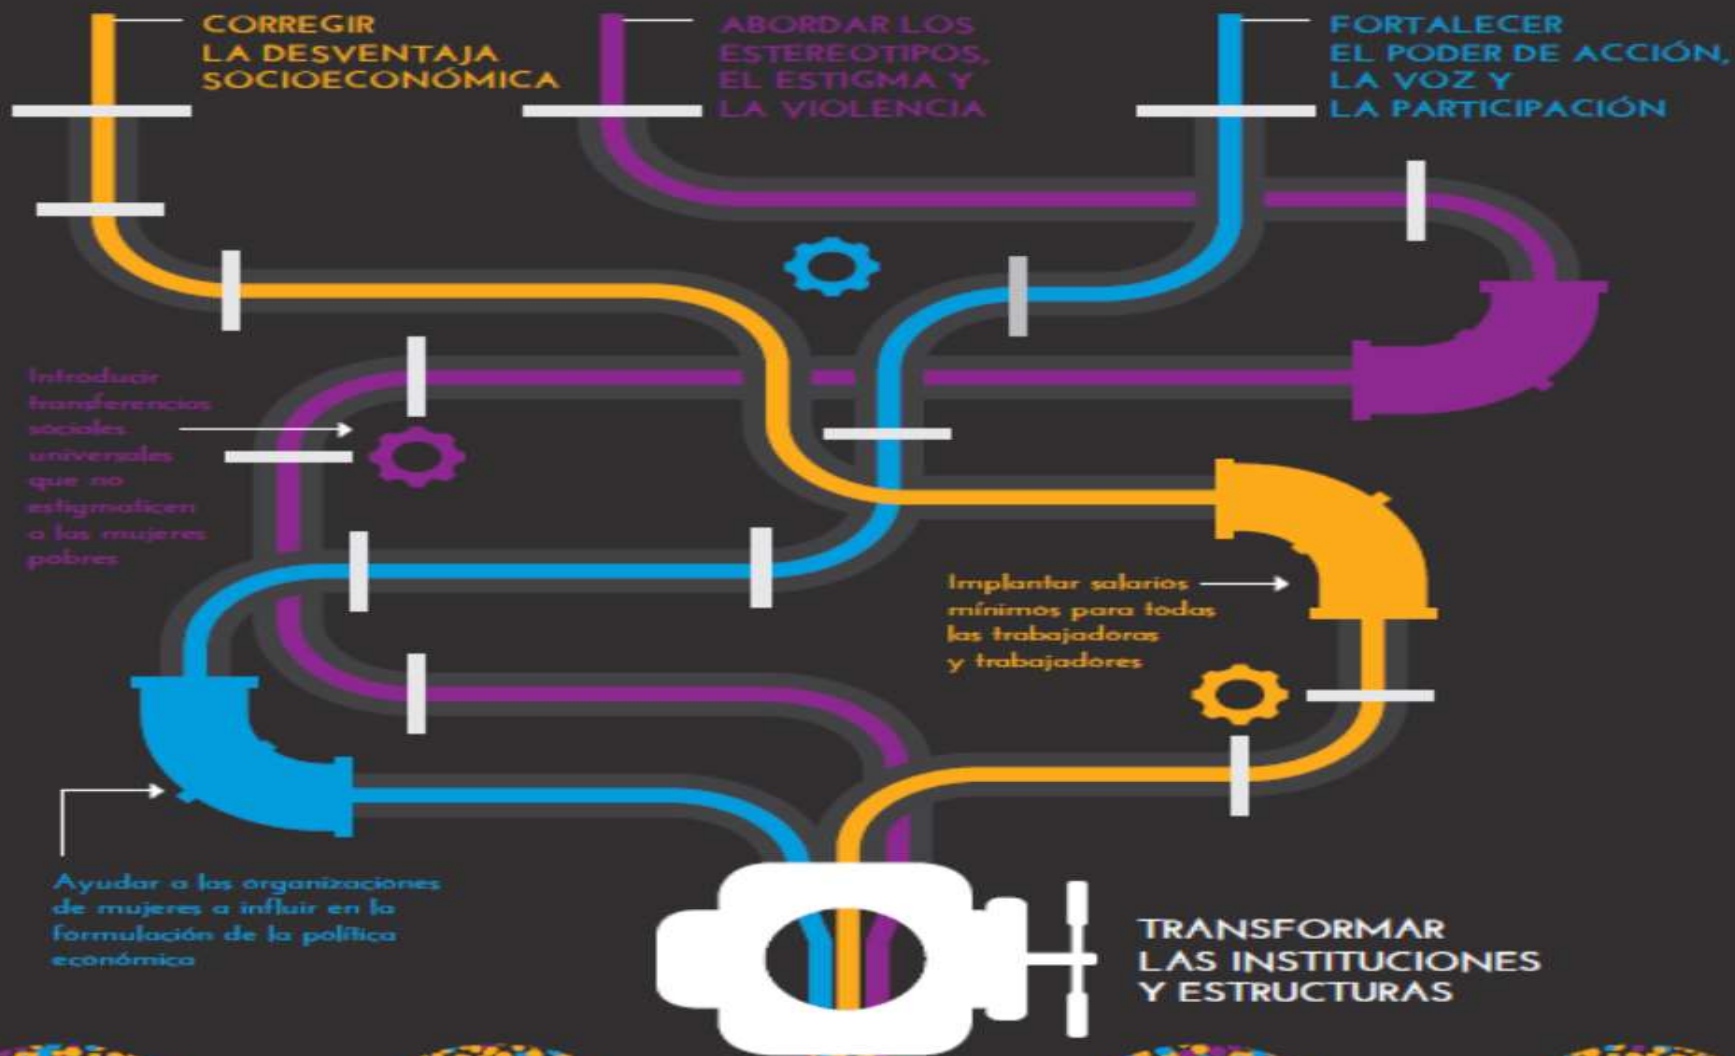 CORREGIR
LA DESVENTAJA
SOCIOECONÓMICA
ABORDAR LOS
ESTEREOTIPOS,
EL ESTIGMA Y
LA VIOLENCIA
FORTALECER
EL PODER DE ACCIÓN,
LA VOZ Y
LA PARTICIPACIÓN
Introducir
transferencias
sociales
universales
que no
estigmaticen
a las mujeres
pobres
Implantar salarios
mínimos para todas
las trabajadoras
y trabajadores
Ayudar a las organizaciones
de mujeres a influir en la
formulación de la política
económica
TRANSFORMAR
LAS INSTITUCIONES
Y ESTRUCTURAS